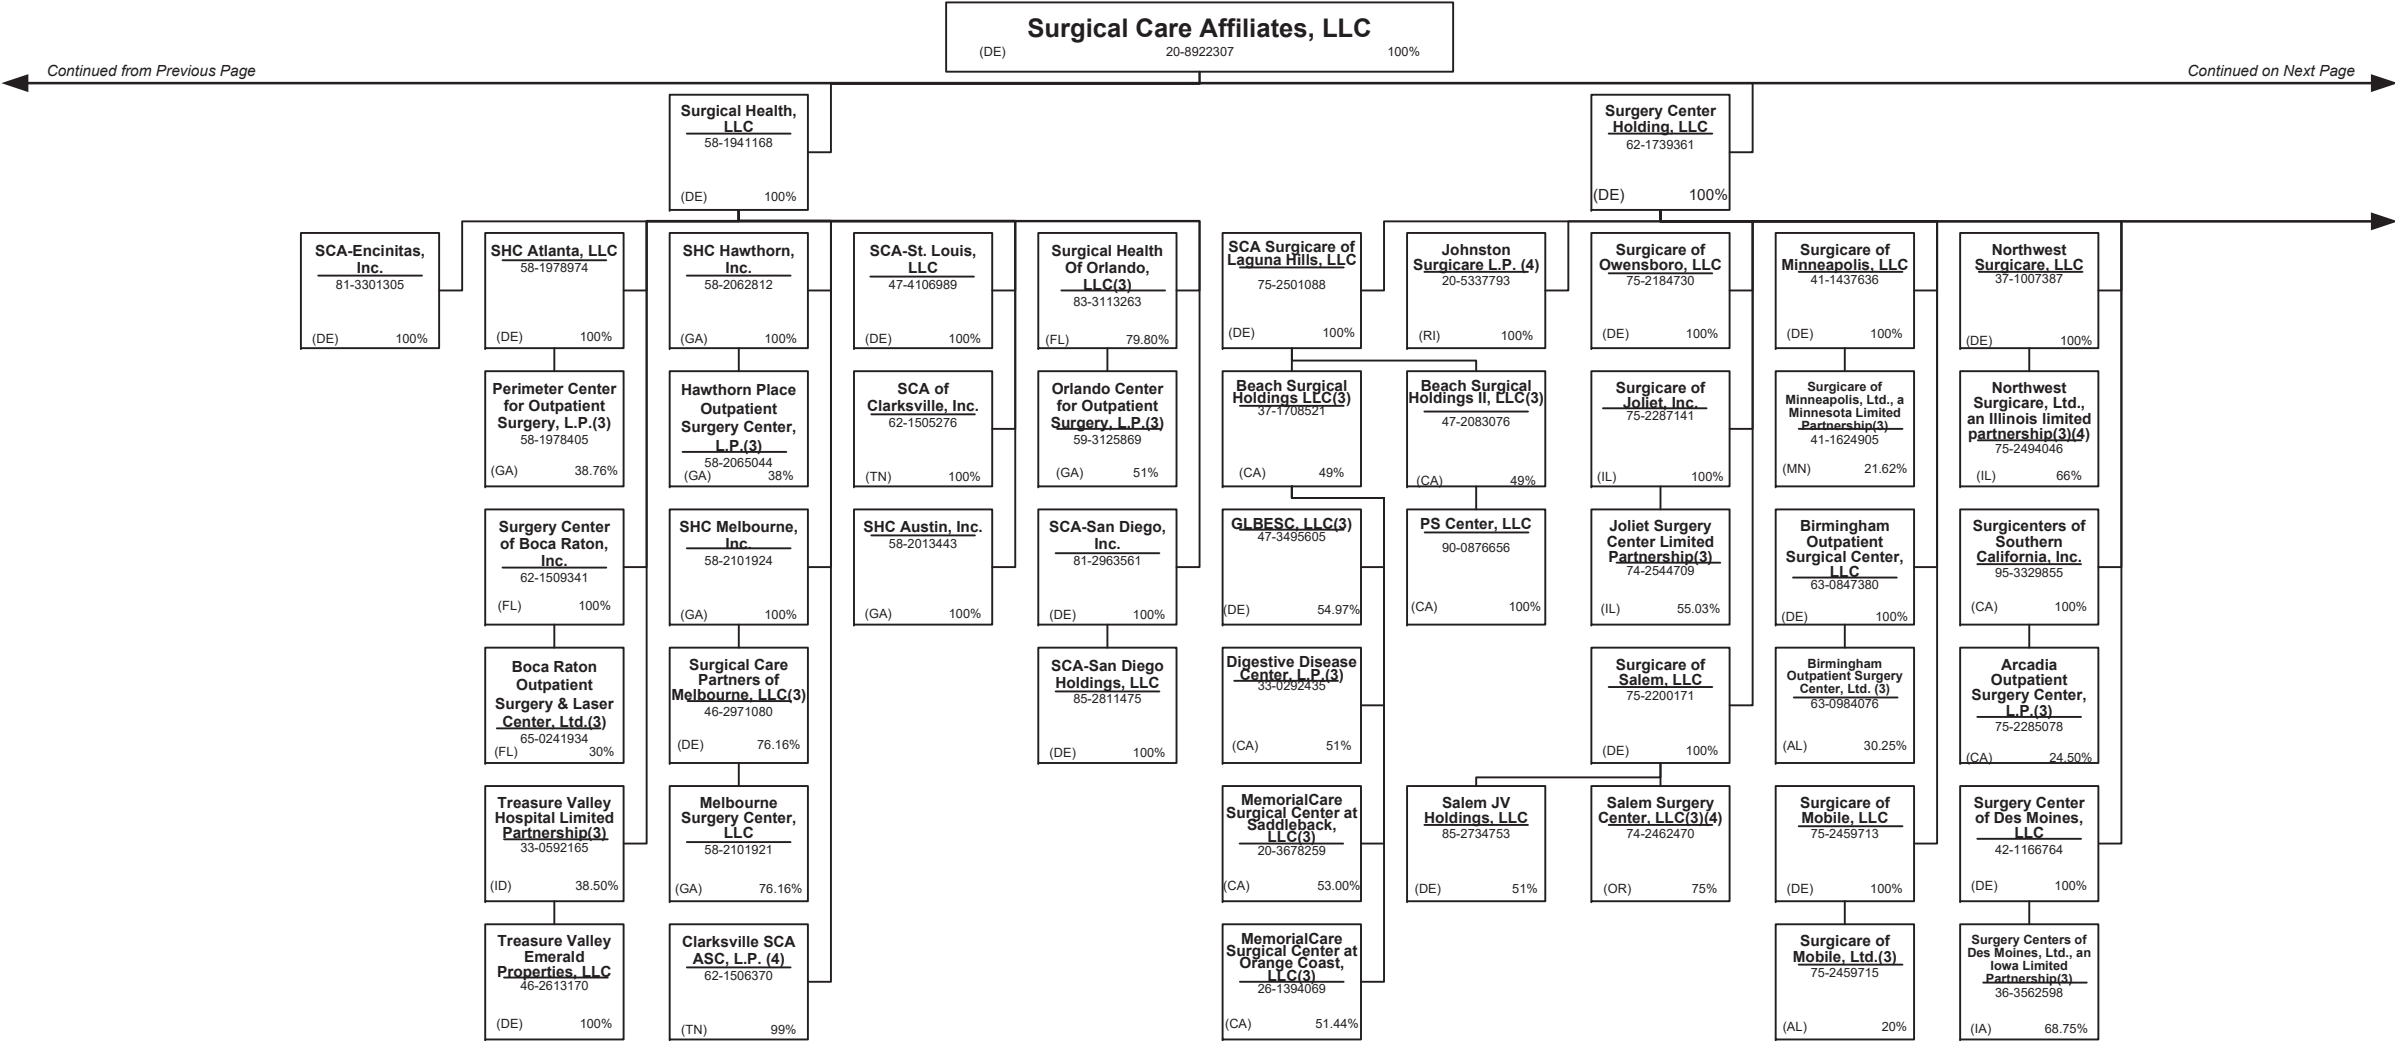 Surgical Care Affiliates, LLC
(DE) 20-8922307 100%
Continued from Previous Page
Continued on Next Page
Surgical Health,
LLC
58-1941168
(DE) 100%
Surgery Center
Holding, LLC
62-1739361
(DE) 100%
SCA-Encinitas,
Inc.
81-3301305
(DE) 100%
SHC Atlanta, LLC
58-1978974
(DE) 100%
SHC Hawthorn,
Inc.
58-2062812
(GA) 100%
SCA-St. Louis,
LLC
47-4106989
(DE) 100%
Surgical Health
Of Orlando,
LLC(3)
83-3113263
(FL) 79.80%
SCA Surgicare of
Laguna Hills, LLC
75-2501088
(DE) 100%
Johnston
Surgicare L.P. (4)
20-5337793
(RI) 100%
Surgicare of
Owensboro, LLC
75-2184730
(DE) 100%
Surgicare of
Minneapolis, LLC
41-1437636
(DE) 100%
Northwest
Surgicare, LLC
37-1007387
(DE) 100%
Perimeter Center
for Outpatient
Surgery, L.P.(3)
58-1978405
(GA) 38.76%
Hawthorn Place
Outpatient
Surgery Center,
L.P.(3)
58-2065044
(GA) 38%
SCA of
Clarksville, Inc.
62-1505276
(TN) 100%
Orlando Center
for Outpatient
Surgery, L.P.(3)
59-3125869
(GA) 51%
Beach Surgical
Holdings LLC(3)
37-1708521
(CA) 49%
Beach Surgical
Holdings II, LLC(3)
47-2083076
(CA) 49%
Surgicare of
Joliet, Inc.
75-2287141
(IL) 100%
Surgicare of
Minneapolis, Ltd., a
Minnesota Limited
Partnership(3)
41-1624905
(MN) 21.62%
Northwest
Surgicare, Ltd.,
an Illinois limited
partnership(3)(4)
75-2494046
(IL) 66%
Surgery Center
of Boca Raton,
Inc.
62-1509341
(FL) 100%
SHC Melbourne,
Inc.
58-2101924
(GA) 100%
SHC Austin, Inc.
58-2013443
(GA) 100%
SCA-San Diego,
Inc.
81-2963561
(DE) 100%
GLBESC, LLC(3)
47-3495605
(DE) 54.97%
PS Center, LLC
90-0876656
(CA) 100%
Joliet Surgery
Center Limited
Partnership(3)
74-2544709
(IL) 55.03%
Birmingham
Outpatient
Surgical Center,
LLC
63-0847380
(DE) 100%
Surgicenters of
Southern
California, Inc.
95-3329855
(CA) 100%
Boca Raton
Outpatient
Surgery & Laser
Center, Ltd.(3)
65-0241934
(FL) 30%
Surgical Care
Partners of
Melbourne, LLC(3)
46-2971080
(DE) 76.16%
SCA-San Diego
Holdings, LLC
85-2811475
(DE) 100%
Digestive Disease
Center, L.P.(3)
33-0292435
(CA) 51%
Surgicare of
Salem, LLC
75-2200171
(DE) 100%
Birmingham
Outpatient Surgery
Center, Ltd. (3)
63-0984076
(AL) 30.25%
Arcadia
Outpatient
Surgery Center,
L.P.(3)
75-2285078
(CA) 24.50%
Treasure Valley
Hospital Limited
Partnership(3)
33-0592165
(ID) 38.50%
Melbourne
Surgery Center,
LLC
58-2101921
(GA) 76.16%
MemorialCare
Surgical Center at
Saddleback,
LLC(3)
20-3678259
(CA) 53.00%
Salem JV
Holdings, LLC
85-2734753
(DE) 51%
Salem Surgery
Center, LLC(3)(4)
74-2462470
(OR) 75%
Surgicare of
Mobile, LLC
75-2459713
(DE) 100%
Surgery Center
of Des Moines,
LLC
42-1166764
(DE) 100%
Treasure Valley
Emerald
Properties, LLC
46-2613170
(DE) 100%
Clarksville SCA
ASC, L.P. (4)
62-1506370
(TN) 99%
MemorialCare
Surgical Center at
Orange Coast,
LLC(3)
26-1394069
(CA) 51.44%
Surgicare of
Mobile, Ltd.(3)
75-2459715
(AL) 20%
Surgery Centers of
Des Moines, Ltd., an
Iowa Limited
Partnership(3)
36-3562598
(IA) 68.75%